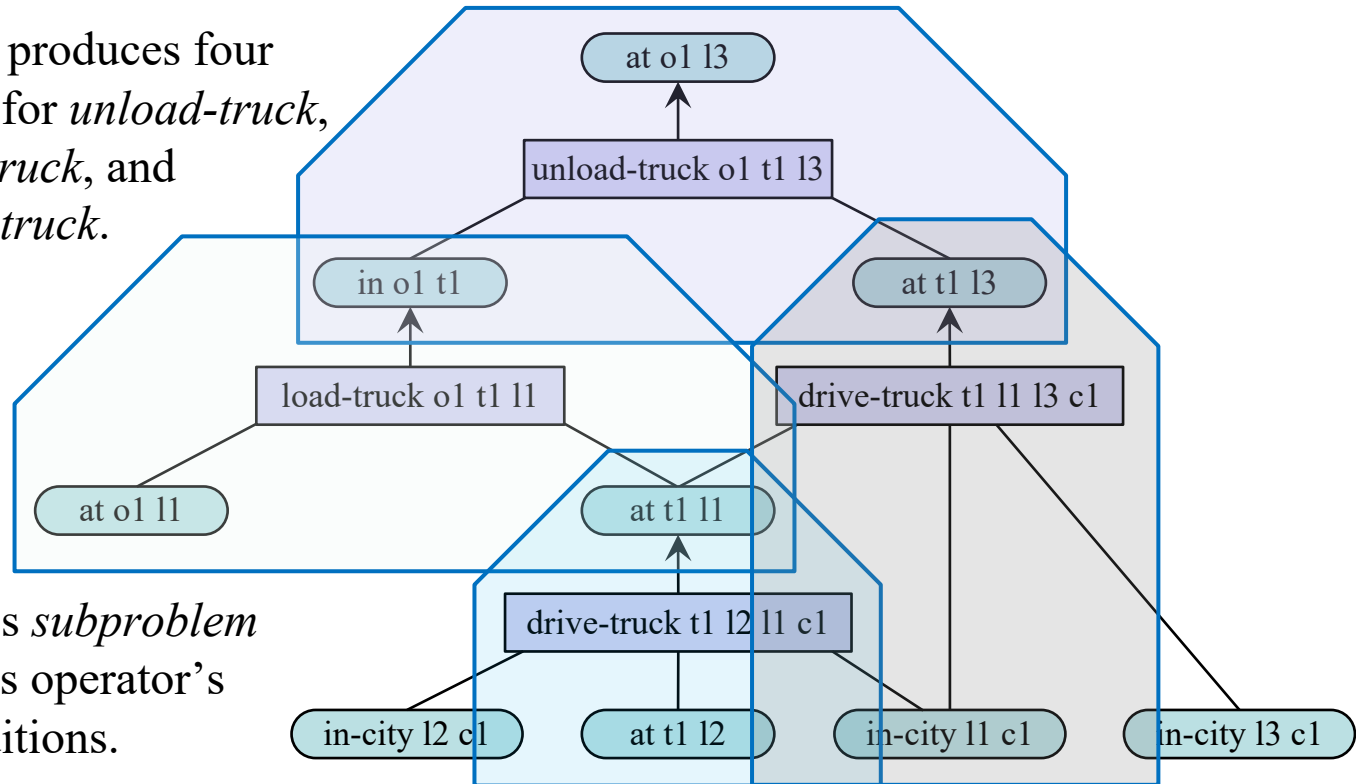 produces four
for unload-truck,
ruck, and
truck.
at o1 l3
unload-truck o1 t1 l3
in o1 t1
at t1 l3
load-truck o1 t1 l1
drive-truck t1 l1 l3 c1
at o1 l1
at t1 l1
s subproblem
s operator’s
ditions.
drive-truck t1 l2 l1 c1
in-city l2 c1
at t1 l2
in-city l1 c1
in-city l3 c1